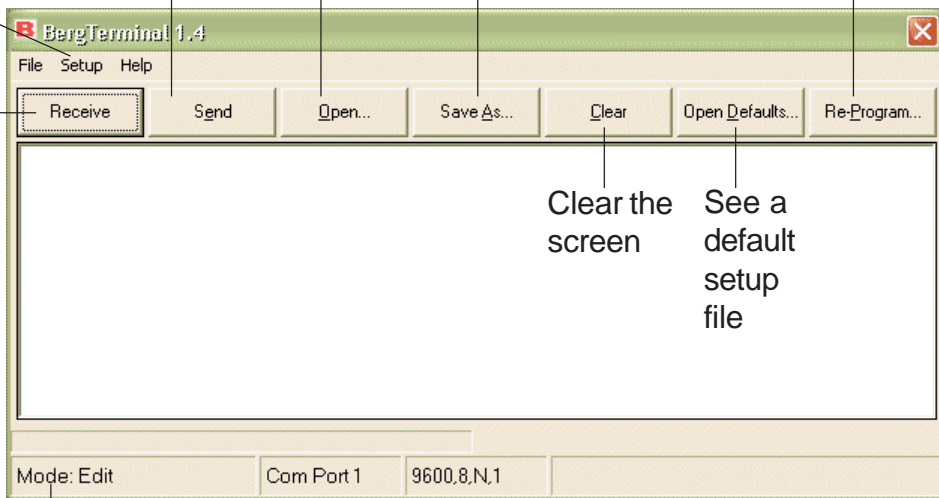 B BergTerminal 1.4
File Setup Help
Receive Send Open... Save As... Clear Open Defaults... Re-Program...
Clear the
screen
See a
default
setup
file
Mode: Edit Com Port 1 9600,8,N,1